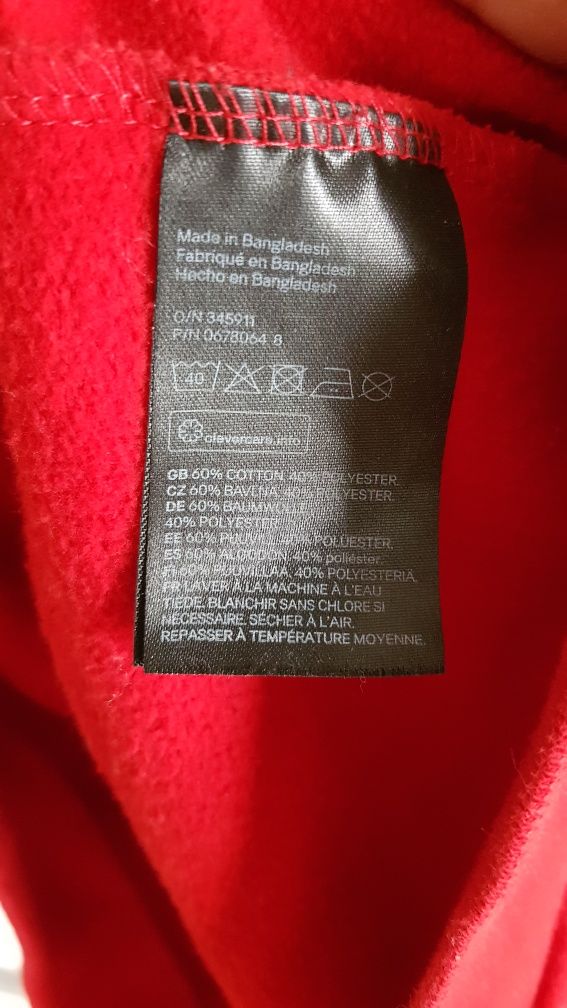 Made in Bangladesh
Fabriqué en Bangladesh
Hecho en Bangladesh
O/N 345911
P/N 0678064 8
40
clevercare.info
GB 60% COTTON 40% POLYESTER.
CZ 60% BAVLNA 40% POLYESTER.
DE 60% BAUMWOLLE
40% POLYESTER
EE 60% 40% POLÜESTER.
ES 60% ALGODÓN 40% poliéster.
60% 40% POLYESTERIÄ
FR LAVER À LA MACHINE À L'EAU
TIÈDE. BLANCHIR SANS CHLORE SI
NÉCESSAIRE. SÉCHER À L'AIR.
REPASSER À TEMPÉRATURE MOYENNE.